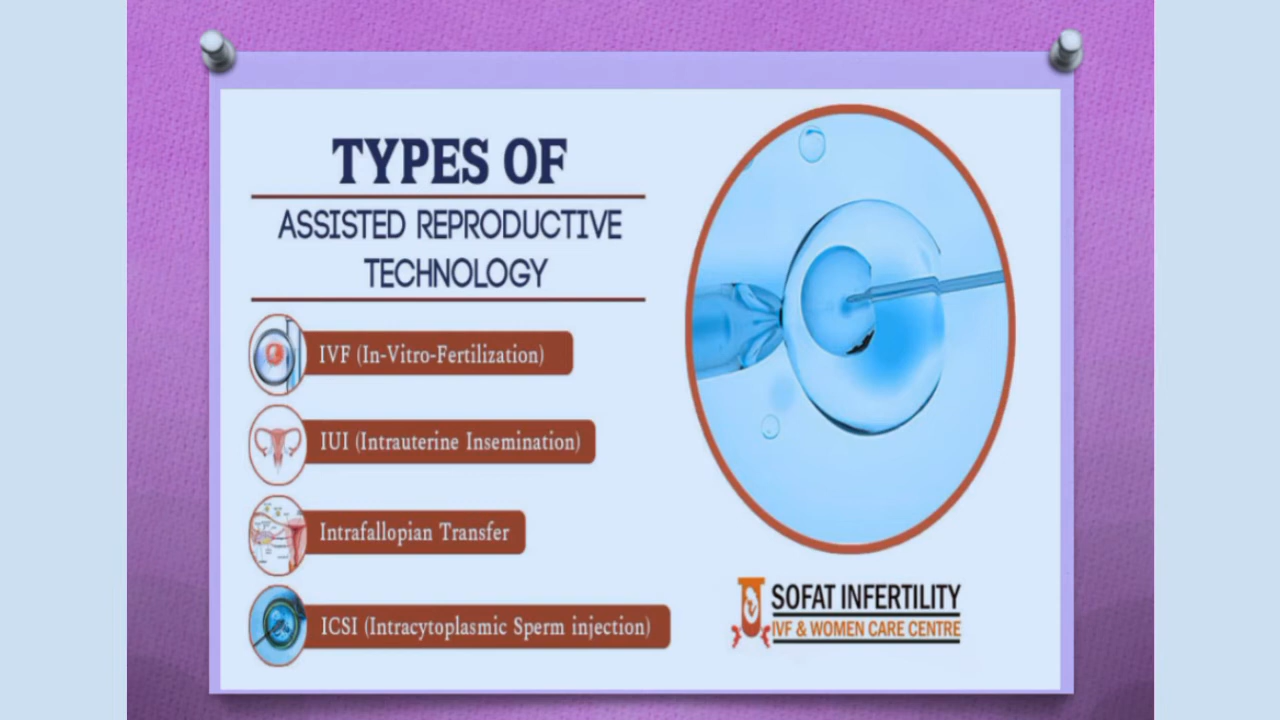 TYPES OF
ASSISTED REPRODUCTIVE
TECHNOLOGY
IVF (In-Vitro-Fertilization)
IUI (Intrauterine Insemination)
Intrafallopian Transfer
ICSI (Intracytoplasmic Sperm injection)
SOFAT INFERTILITY
IVF & WOMEN CARE CENTRE